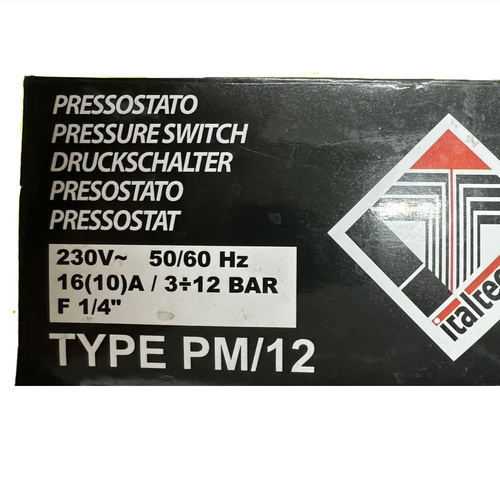 PRESSOSTATO
PRESSURE SWITCH
DRUCKSCHALTER
PRESOSTATO
PRESSOSTAT
230V~ 50/60 Hz
16(10)A / 3÷12 BAR
F 1/4"
TYPE PM/12
italtec